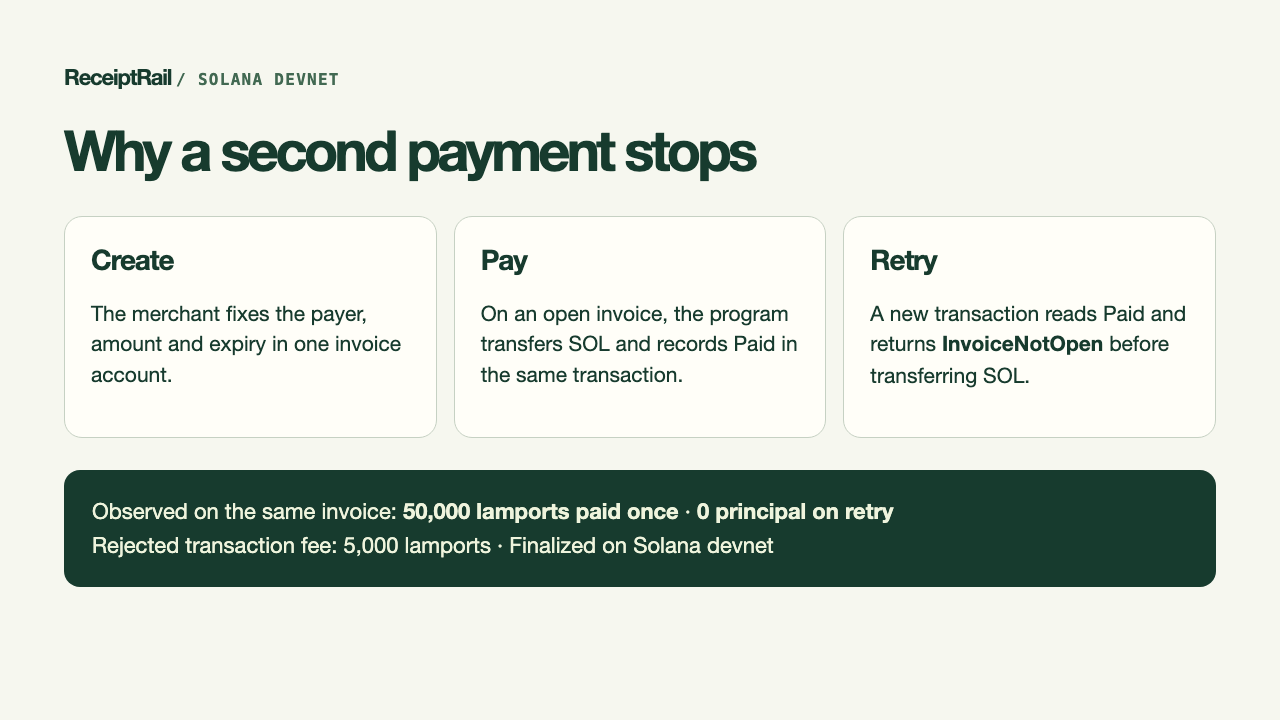 ReceiptRail / SOLANA DEVNET
Why a second payment stops
Create
The merchant fixes the payer,
amount and expiry in one invoice
account.
Pay
On an open invoice, the program
transfers SOL and records Paid in
the same transaction.
Retry
A new transaction reads Paid and
returns InvoiceNotOpen before
transferring SOL.
Observed on the same invoice: 50,000 lamports paid once · 0 principal on retry
Rejected transaction fee: 5,000 lamports · Finalized on Solana devnet